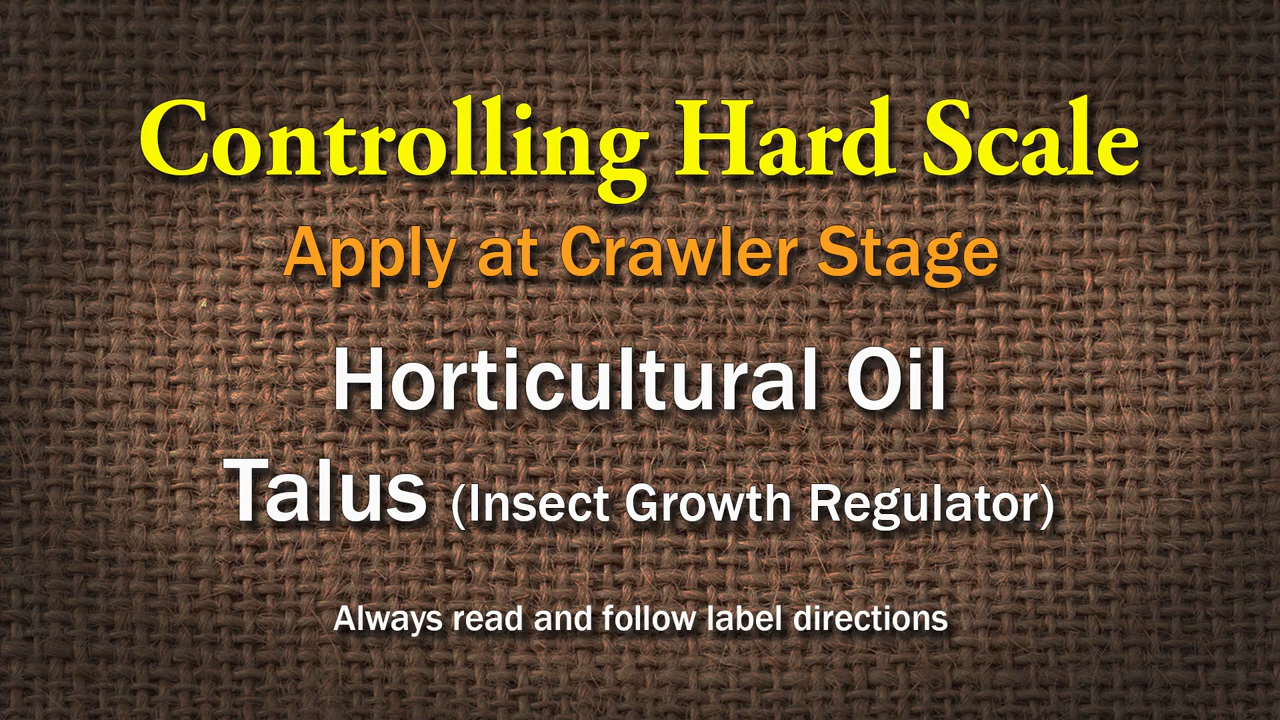 Controlling Hard Scale
Apply at Crawler Stage
Horticultural Oil
Talus (Insect Growth Regulator)
Always read and follow label directions